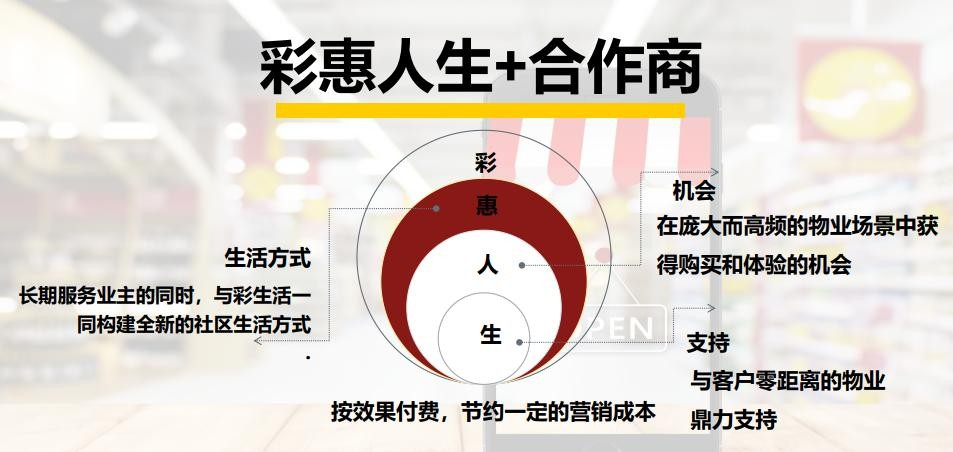 彩惠人生+合作商
彩
惠
人
生
生活方式
长期服务业主的同时，与彩生活一
同构建全新的社区生活方式
.
机会
在庞大而高频的物业场景中获
得购买和体验的机会
PEN
支持
与客户零距离的物业
鼎力支持
按效果付费，节约一定的营销成本